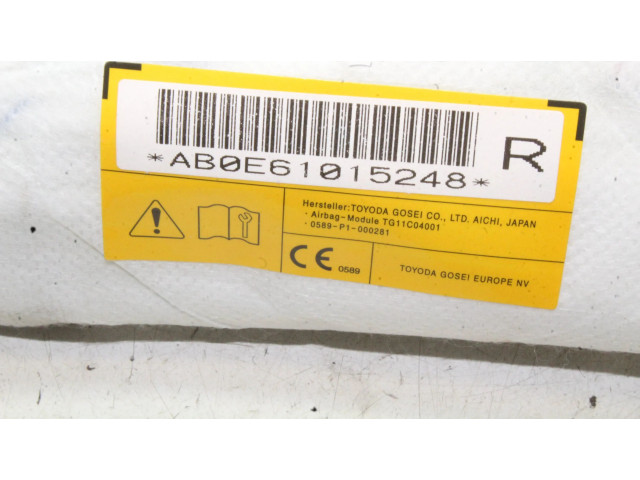 *AB0E61015248*
R
Hersteller:TOYODA GOSEI CO., LTD. AICHI, JAPAN
· Airbag-Module TG11C04001
· 0589-P1-000281
CE 0589
TOYODA GOSEI EUROPE NV